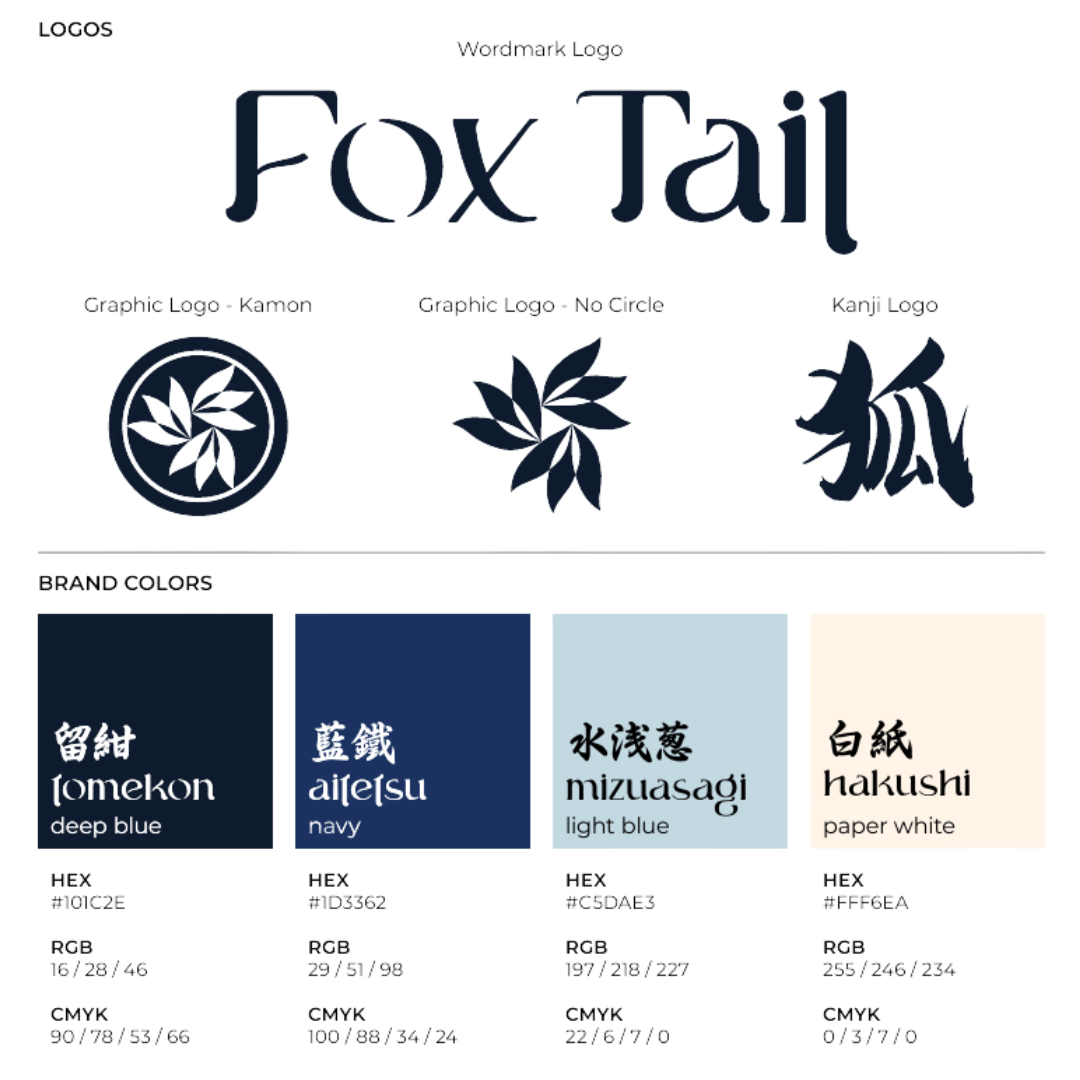 LOGOS
Wordmark Logo
Fox Tail
Graphic Logo - Kamon
Graphic Logo - No Circle
Kanji Logo
狐
BRAND COLORS
留紺
tomekon
deep blue
HEX
#101C2E
RGB
16 / 28 / 46
CMYK
90 / 78 / 53 / 66
藍鐵
aitetsu
navy
HEX
#1D3362
RGB
29 / 51 / 98
CMYK
100 / 88 / 34 / 24
水浅葱
mizuasagi
light blue
HEX
#C5DAE3
RGB
197 / 218 / 227
CMYK
22 / 6 / 7 / 0
白紙
hakushi
paper white
HEX
#FFF6EA
RGB
255 / 246 / 234
CMYK
0 / 3 / 7 / 0